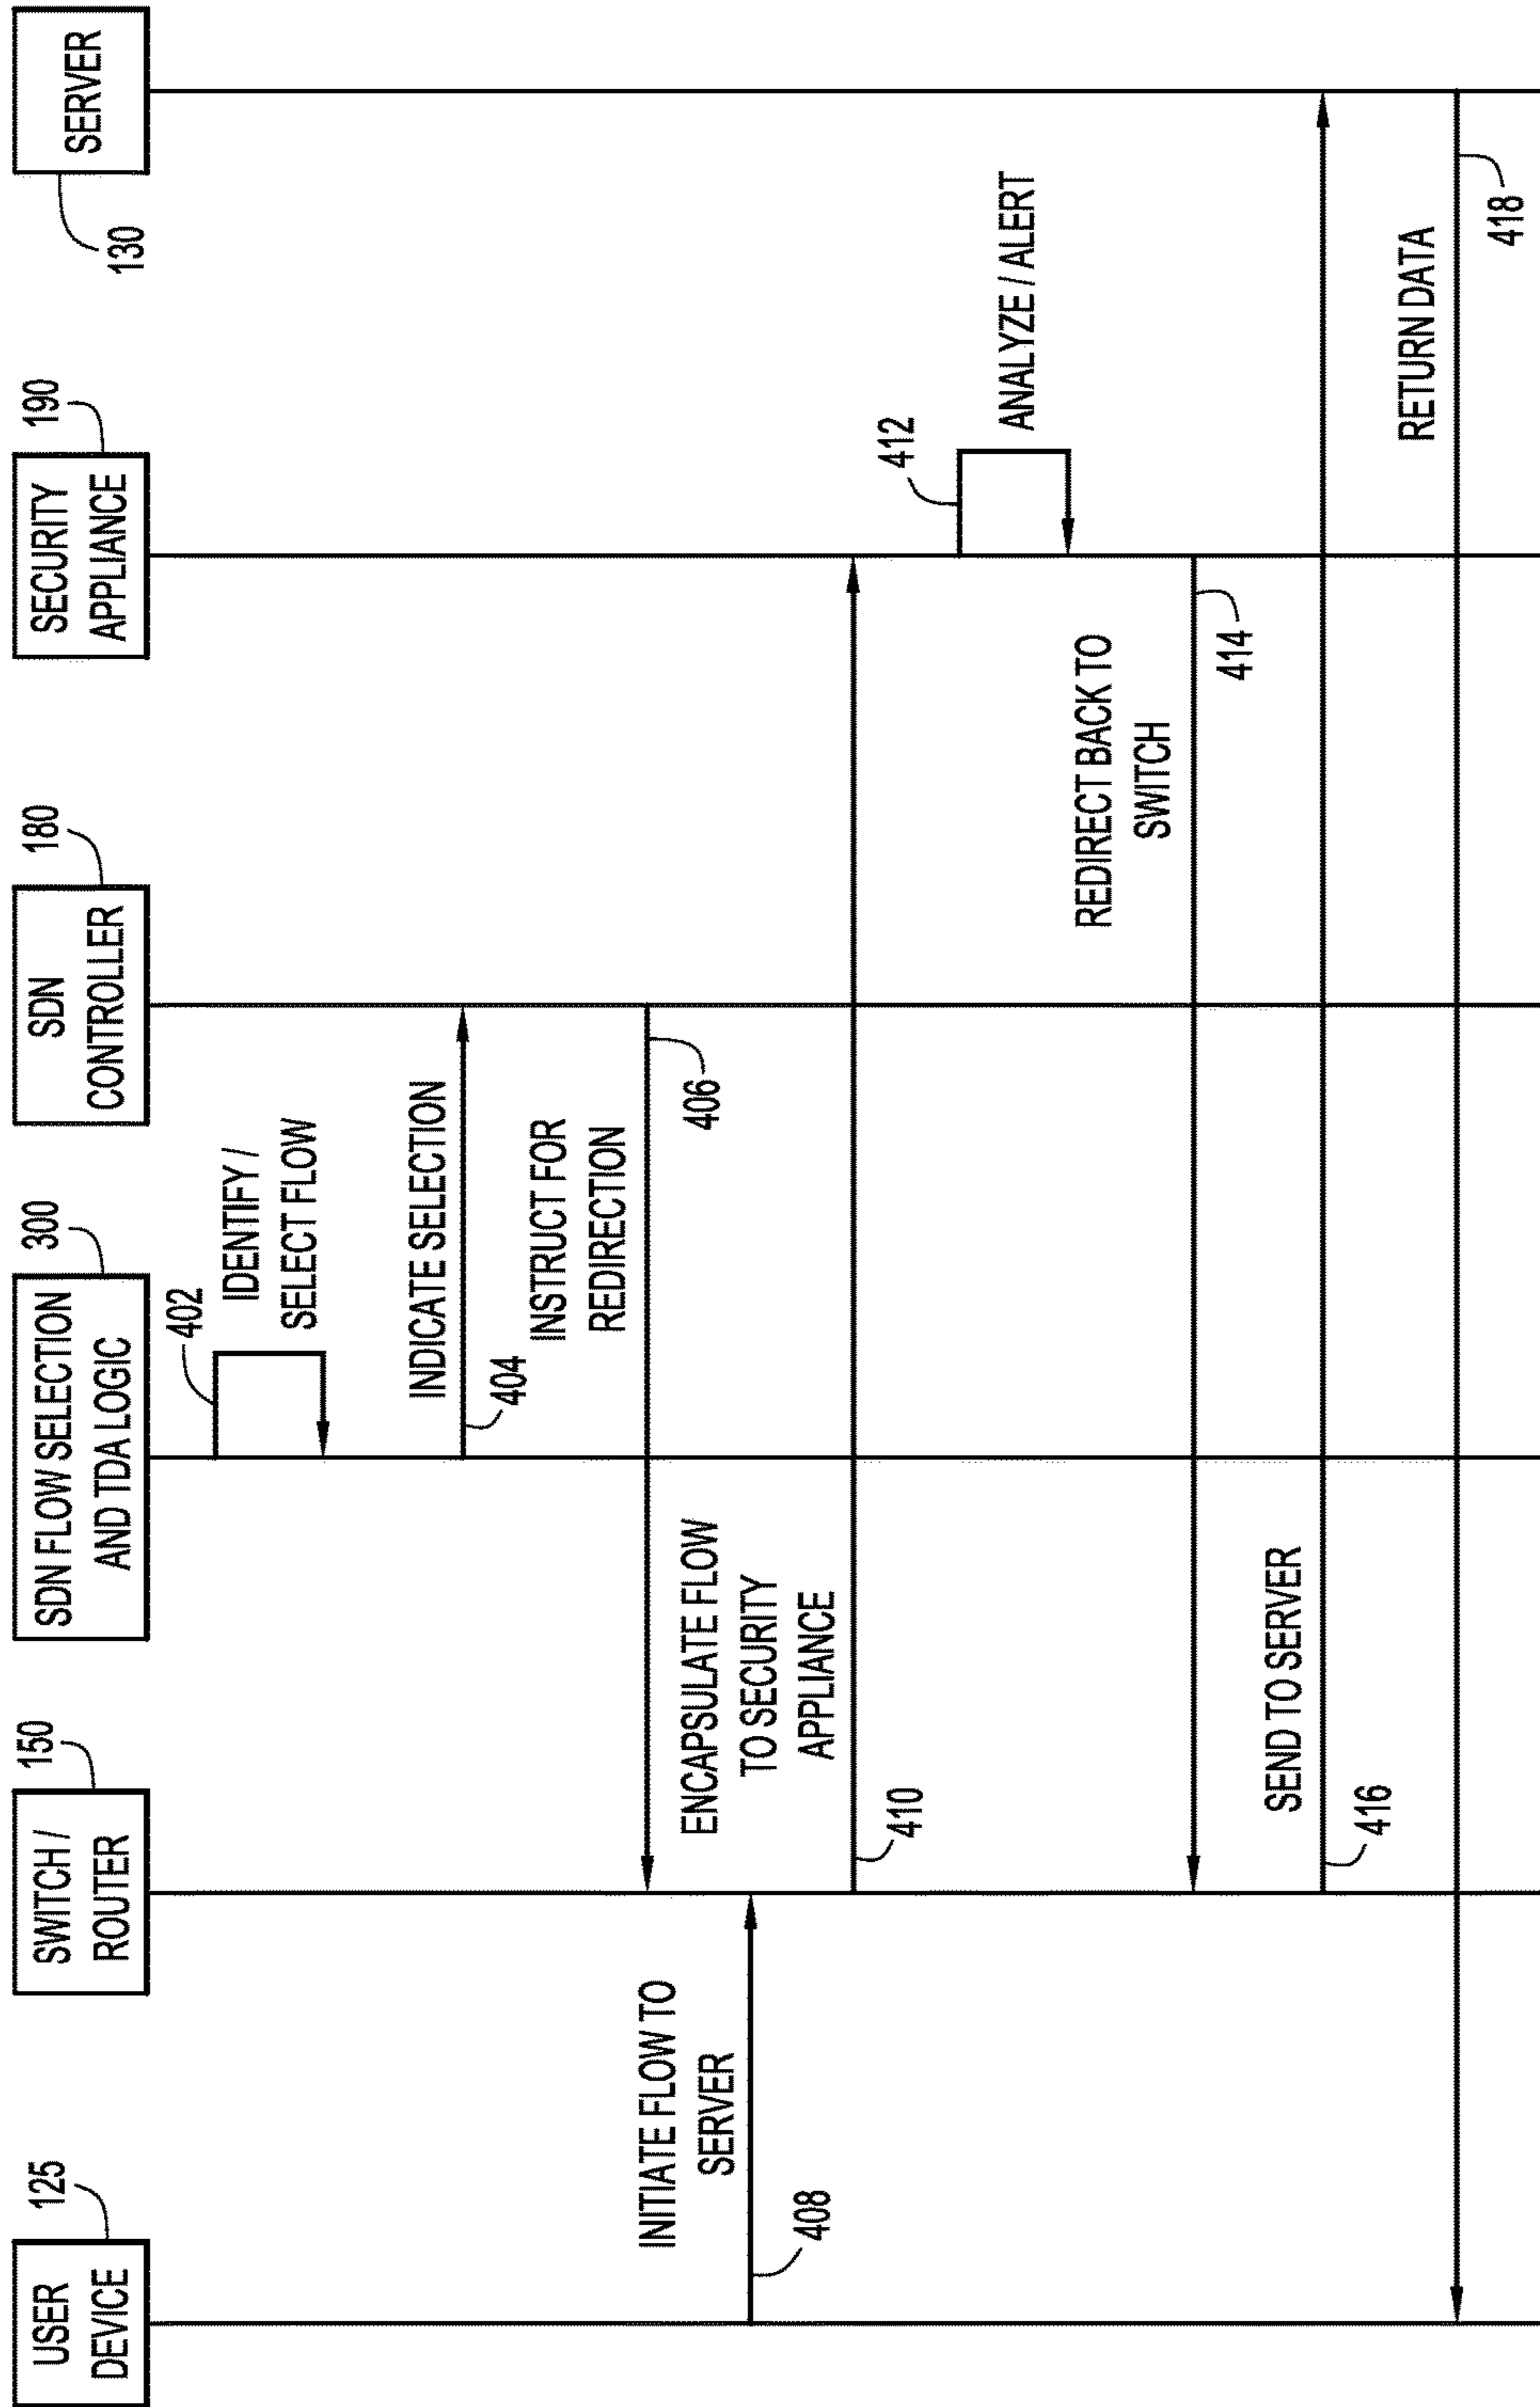 USER
DEVICE
125
SWITCH /
ROUTER
150
SDN FLOW SELECTION
AND TDA LOGIC
300
SDN
CONTROLLER
180
SECURITY
APPLIANCE
190
SERVER
130
402
IDENTIFY /
SELECT FLOW
INDICATE SELECTION
404
INSTRUCT FOR
REDIRECTION
406
INITIATE FLOW TO
SERVER
408
ENCAPSULATE FLOW
TO SECURITY
APPLIANCE
410
412
ANALYZE / ALERT
REDIRECT BACK TO
SWITCH
414
SEND TO SERVER
416
RETURN DATA
418